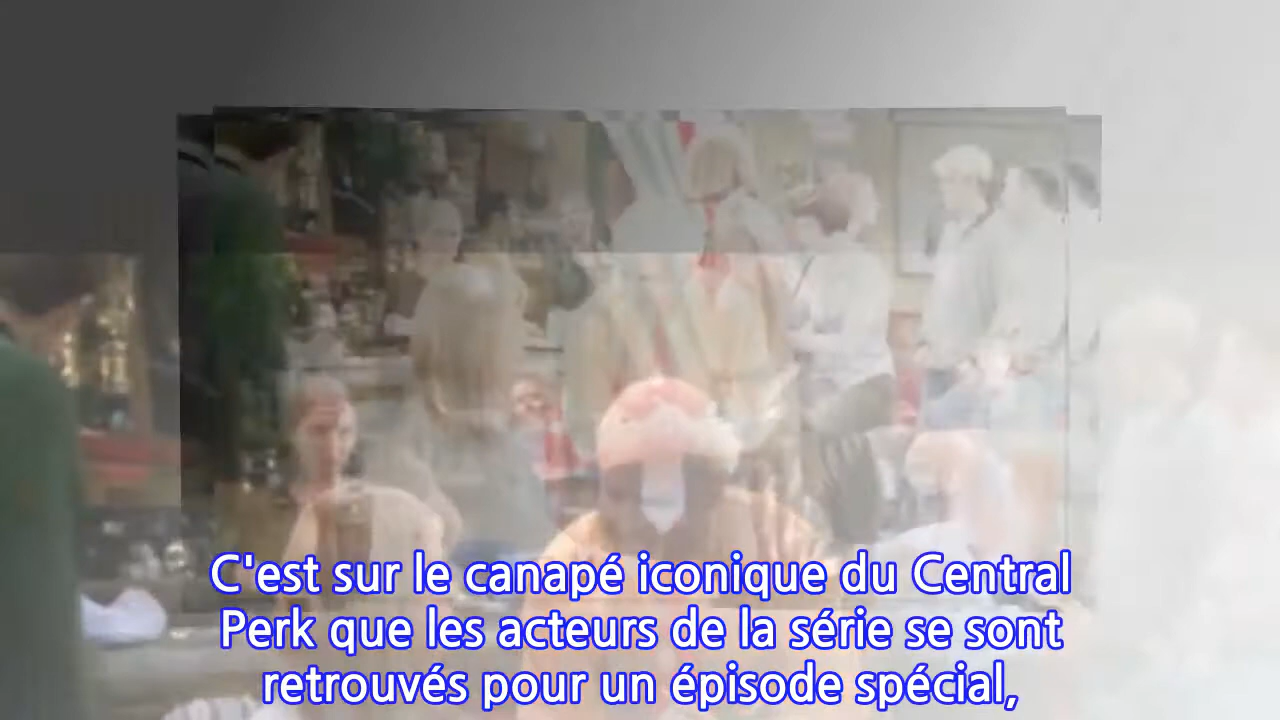 C'est sur le canapé iconique du Central
Perk que les acteurs de la série se sont
retrouvés pour un épisode spécial,